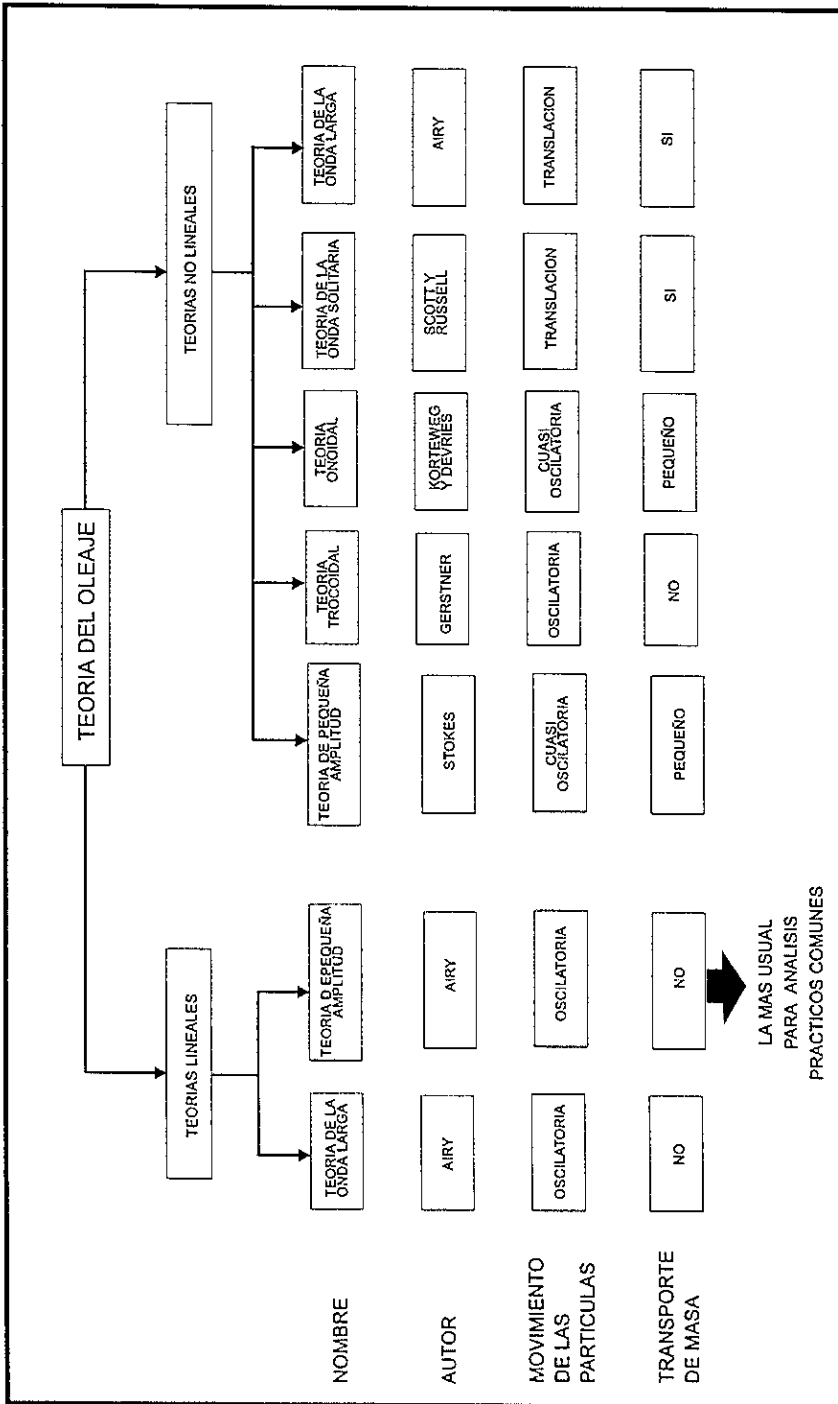 TEORIA DEL OLEAJE
TEORIAS LINEALES
TEORIAS NO LINEALES
NOMBRE
TEORIA DE LA
ONDA LARGA
TEORIA D EPEQUEÑA
AMPLITUD
TEORIA DE PEQUEÑA
AMPLITUD
TEORIA
TROCOIDAL
TEORIA
ONOIDAL
TEORIA DE LA
ONDA SOLITARIA
TEORIA DE LA
ONDA LARGA
AUTOR
AIRY
AIRY
STOKES
GERSTNER
KORTEWEG
Y DEVRIES
SCOTT Y
RUSSELL
AIRY
MOVIMIENTO
DE LAS
PARTICULAS
OSCILATORIA
OSCILATORIA
CUASI
OSCILATORIA
OSCILATORIA
CUASI
OSCILATORIA
TRANSLACION
TRANSLACION
TRANSPORTE
DE MASA
NO
NO
PEQUEÑO
NO
PEQUEÑO
SI
SI
LA MAS USUAL
PARA ANALISIS
PRACTICOS COMUNES